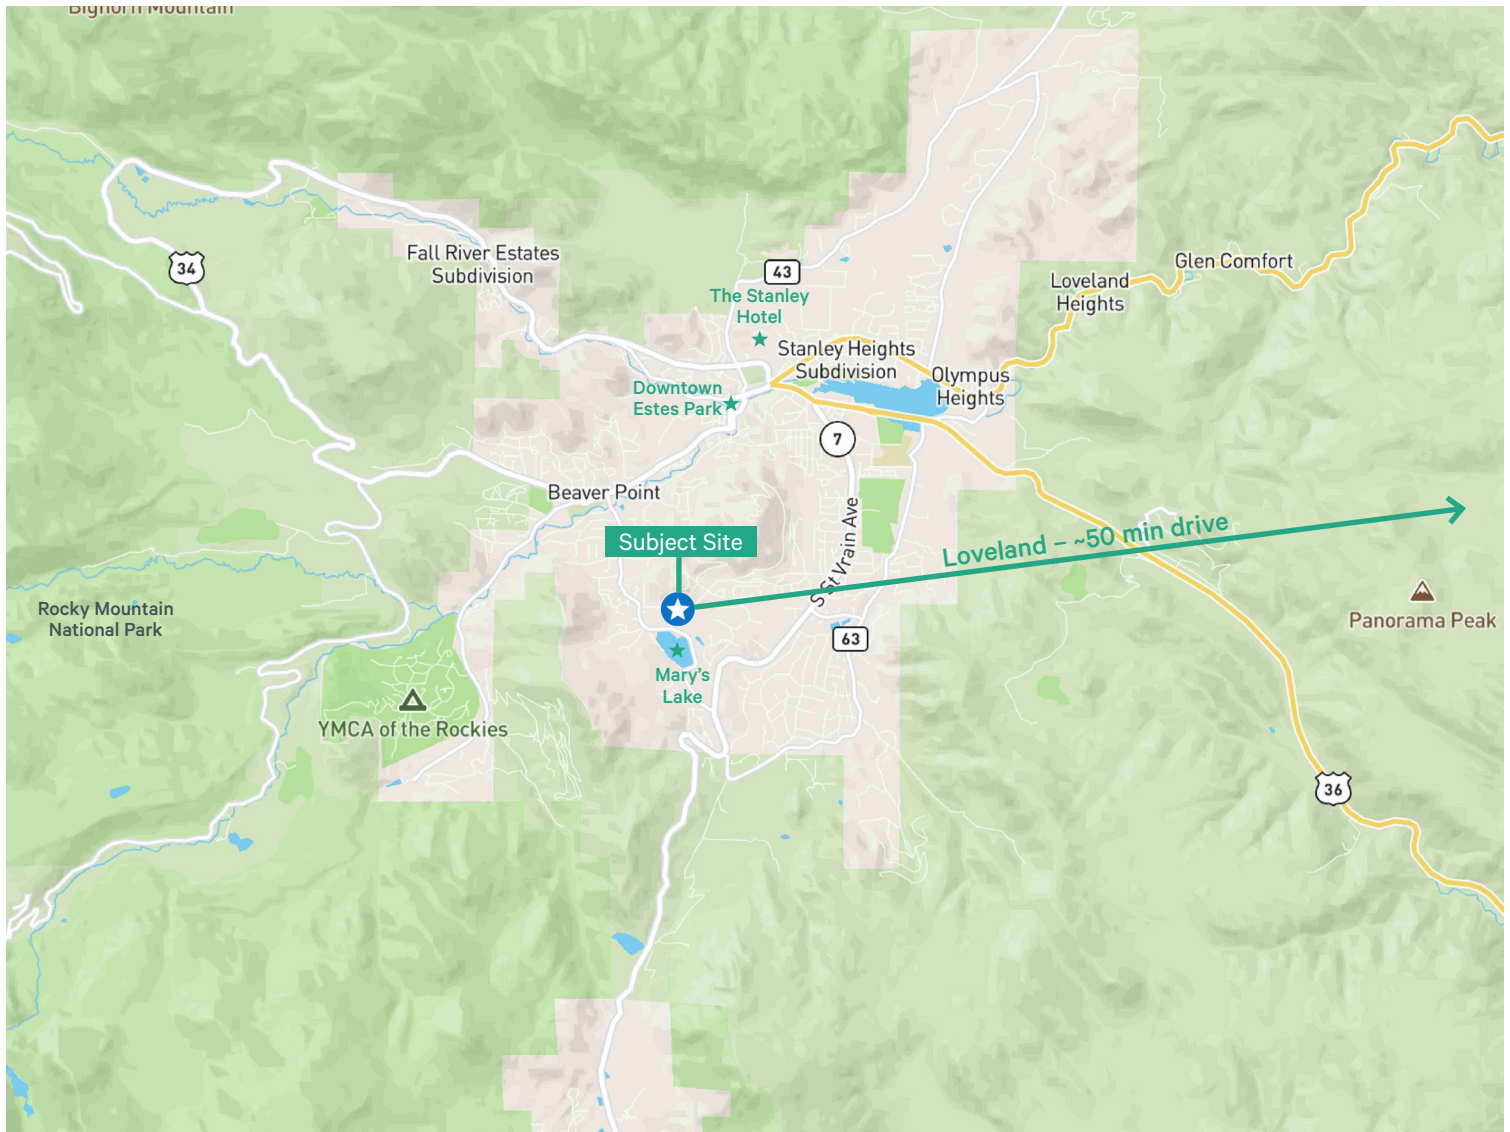 Bighorn Mountain
34
Fall River Estates
Subdivision
43
The Stanley
Hotel
Glen Comfort
Loveland
Heights
Stanley Heights
Subdivision
Olympus
Heights
Downtown
Estes Park
7
Beaver Point
S St Vrain Ave
Subject Site
Loveland – ~50 min drive
Rocky Mountain
National Park
Panorama Peak
63
Mary's
Lake
YMCA of the Rockies
36